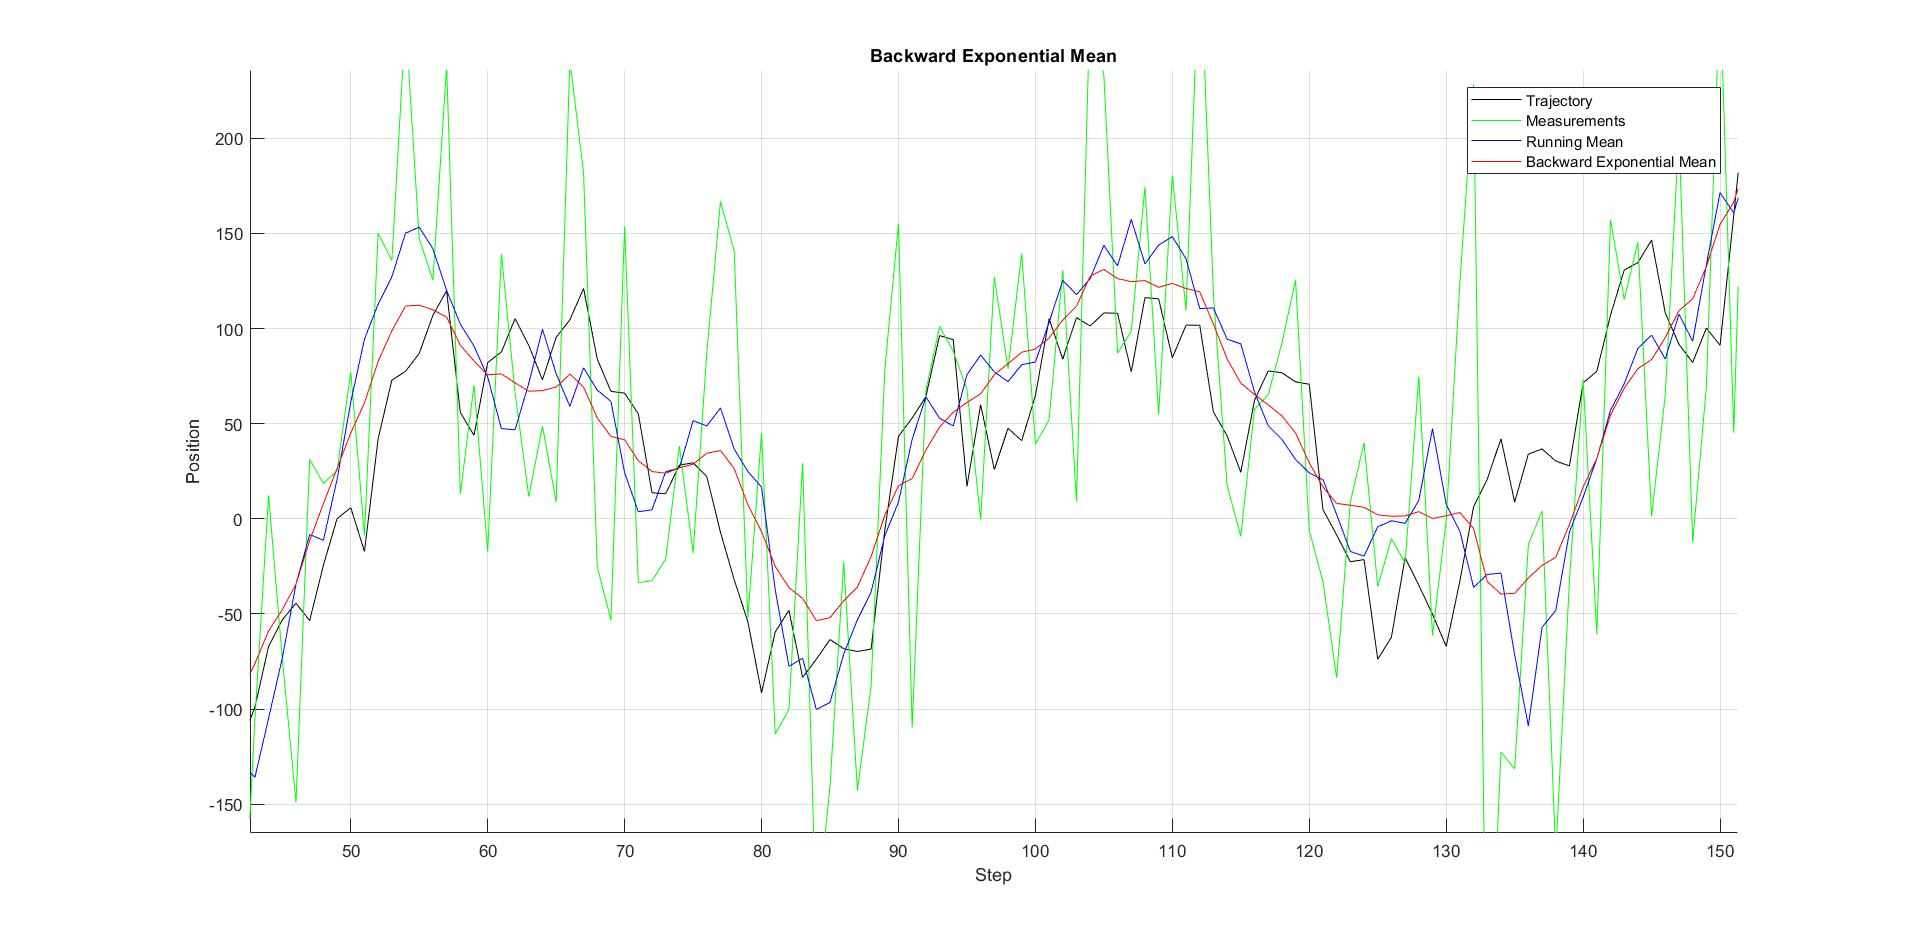 Backward Exponential Mean
Trajectory
Measurements
Running Mean
Backward Exponential Mean
200
150
100
50
0
-50
-100
-150
Position
50 60 70 80 90 100 110 120 130 140 150
Step